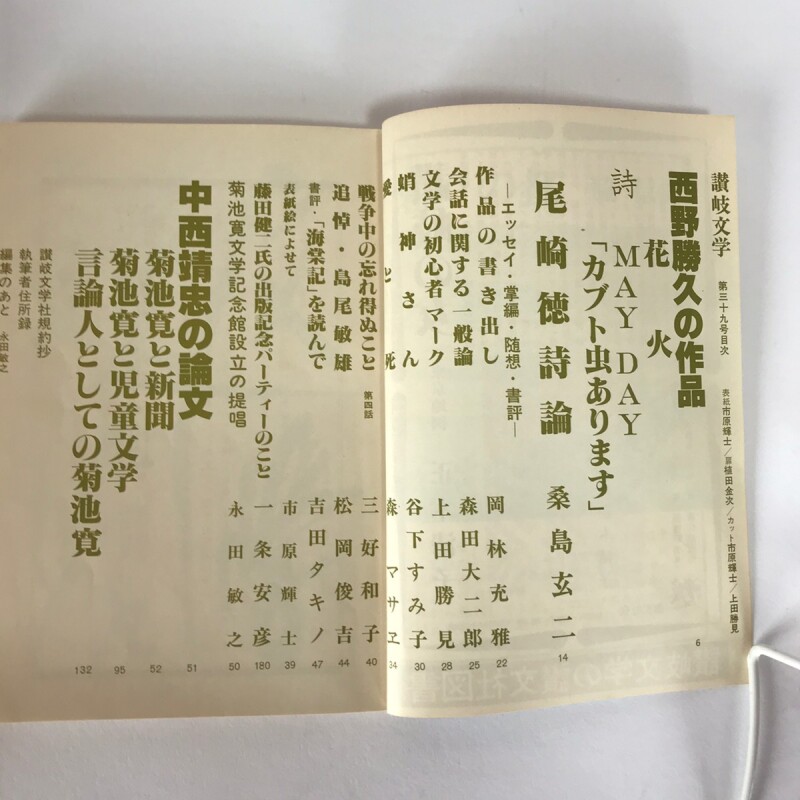 讃岐文学 第三十九号目次 表紙 市原輝士／扉 植田金次／カット 市原輝士／上田勝見
西野勝久の作品 6
花火
詩 MAY DAY
「カブト虫あります」
尾崎徳詩論 桑島玄二 14
―エッセイ・掌編・随想・書評―
作品の書き出し 岡林充雅 22
会話に関する一般論 森田大二郎 25
文学の初心者マーク 上田勝見 28
蛸神さん 谷下すみ子 30
愛と死 森マサヱ 34
戦争中の忘れ得ぬこと 第四話 三好和子 40
追悼・島尾敏雄 松岡俊吉 44
書評・「海棠記」を読んで 吉田タキノ 47
表紙絵によせて 市原輝士 39
藤田健二氏の出版記念パーティーのこと 一条安彦 180
菊池寛文学記念館設立の提唱 永田敏之 50
中西靖忠の論文 51
菊池寛と新聞 52
菊池寛と児童文学 95
言論人としての菊池寛 132
讃岐文学社規約抄
執筆者住所録
編集のあと 永田敏之